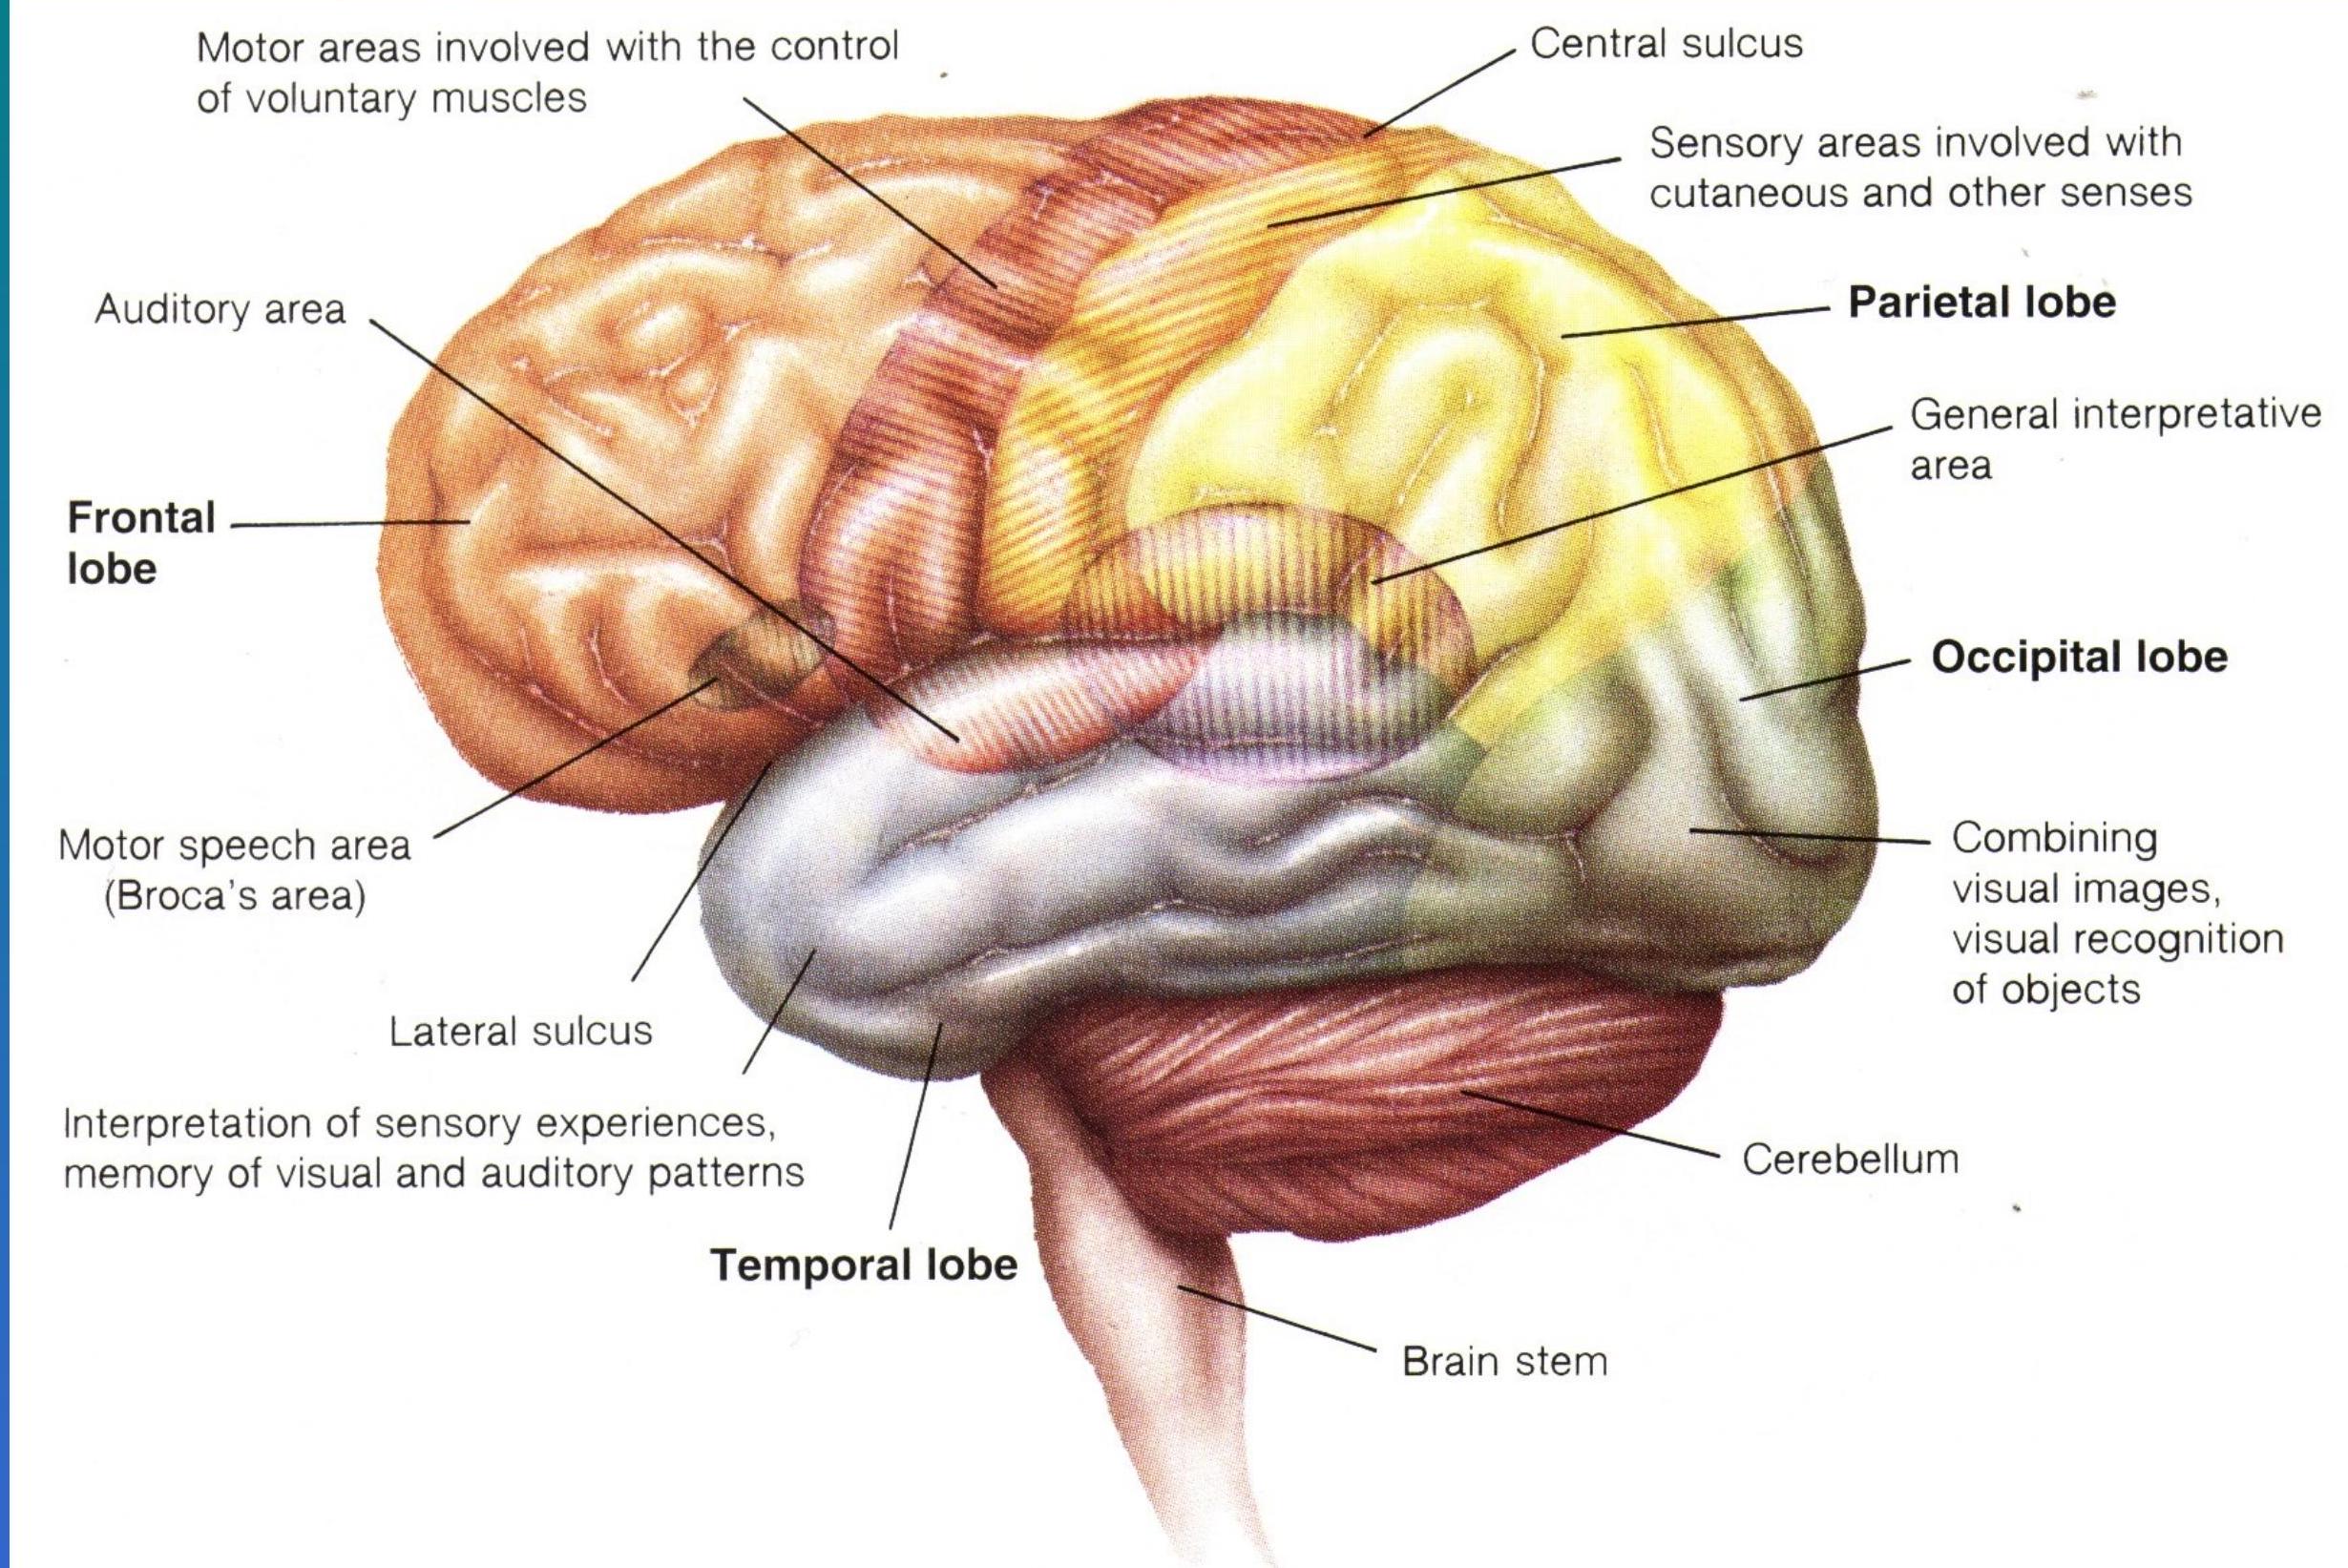 Motor areas involved with the control
of voluntary muscles
Central sulcus
Sensory areas involved with
cutaneous and other senses
Auditory area
Parietal lobe
General interpretative
area
Frontal
lobe
Occipital lobe
Motor speech area
(Broca's area)
Combining
visual images,
visual recognition
of objects
Lateral sulcus
Interpretation of sensory experiences,
memory of visual and auditory patterns
Cerebellum
Temporal lobe
Brain stem